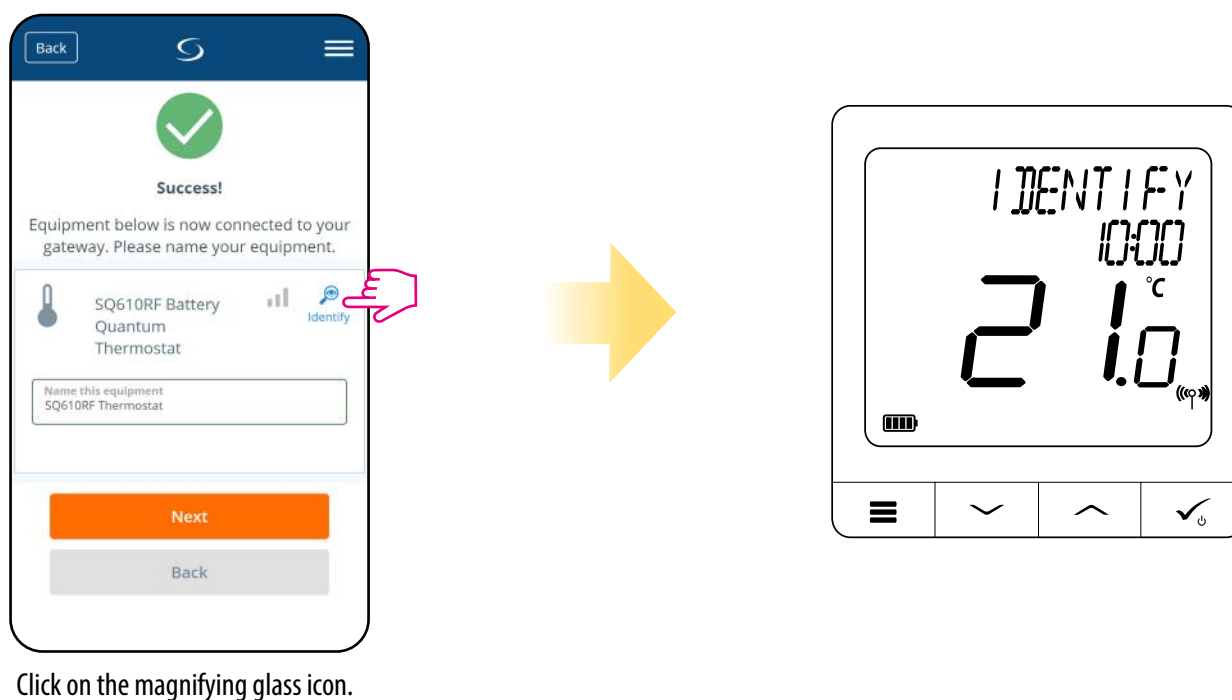 Back
Success!
Equipment below is now connected to your
gateway. Please name your equipment.
SQ610RF Battery
Quantum
Thermostat
Identify
Name this equipment
SQ610RF Thermostat
Next
Back
Click on the magnifying glass icon.
IDENTIFY
10:00
°C
21.0